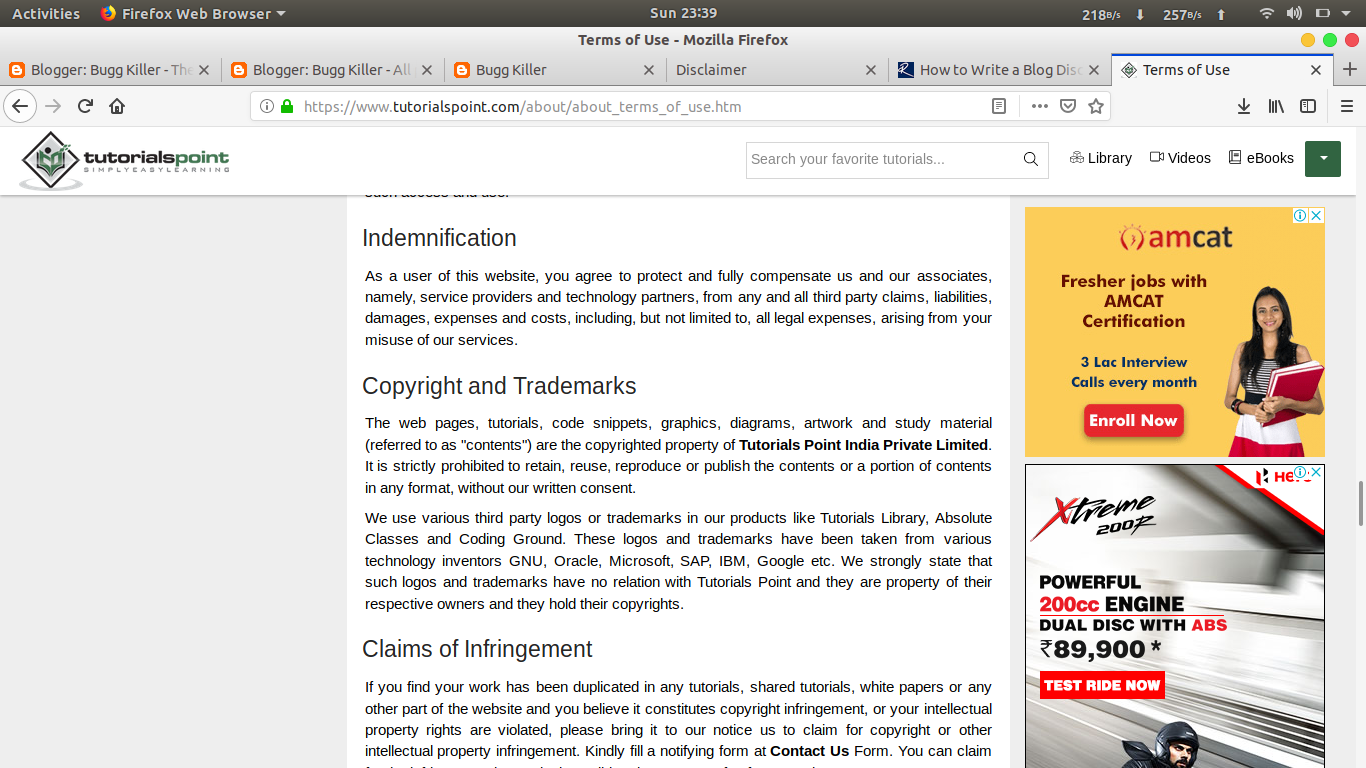 Activities Firefox Web Browser Sun 23:39 218B/s 257B/s
Terms of Use - Mozilla Firefox
Blogger: Bugg Killer - The Blogger: Bugg Killer - All Bugg Killer Disclaimer How to Write a Blog Disc Terms of Use
https://www.tutorialspoint.com/about/about_terms_of_use.htm
tutorialspoint
SIMPLYEASYLEARNING
Search your favorite tutorials...
Library Videos eBooks
such access and use.
Indemnification
As a user of this website, you agree to protect and fully compensate us and our associates,
namely, service providers and technology partners, from any and all third party claims, liabilities,
damages, expenses and costs, including, but not limited to, all legal expenses, arising from your
misuse of our services.
Copyright and Trademarks
The web pages, tutorials, code snippets, graphics, diagrams, artwork and study material
(referred to as "contents") are the copyrighted property of Tutorials Point India Private Limited.
It is strictly prohibited to retain, reuse, reproduce or publish the contents or a portion of contents
in any format, without our written consent.
We use various third party logos or trademarks in our products like Tutorials Library, Absolute
Classes and Coding Ground. These logos and trademarks have been taken from various
technology inventors GNU, Oracle, Microsoft, SAP, IBM, Google etc. We strongly state that
such logos and trademarks have no relation with Tutorials Point and they are property of their
respective owners and they hold their copyrights.
Claims of Infringement
If you find your work has been duplicated in any tutorials, shared tutorials, white papers or any
other part of the website and you believe it constitutes copyright infringement, or your intellectual
property rights are violated, please bring it to our notice us to claim for copyright or other
intellectual property infringement. Kindly fill a notifying form at Contact Us Form. You can claim
amcat
Fresher jobs with
AMCAT
Certification
3 Lac Interview
Calls every month
Enroll Now
Hero
Xtreme
200R
POWERFUL
200cc ENGINE
DUAL DISC WITH ABS
₹89,900*
TEST RIDE NOW